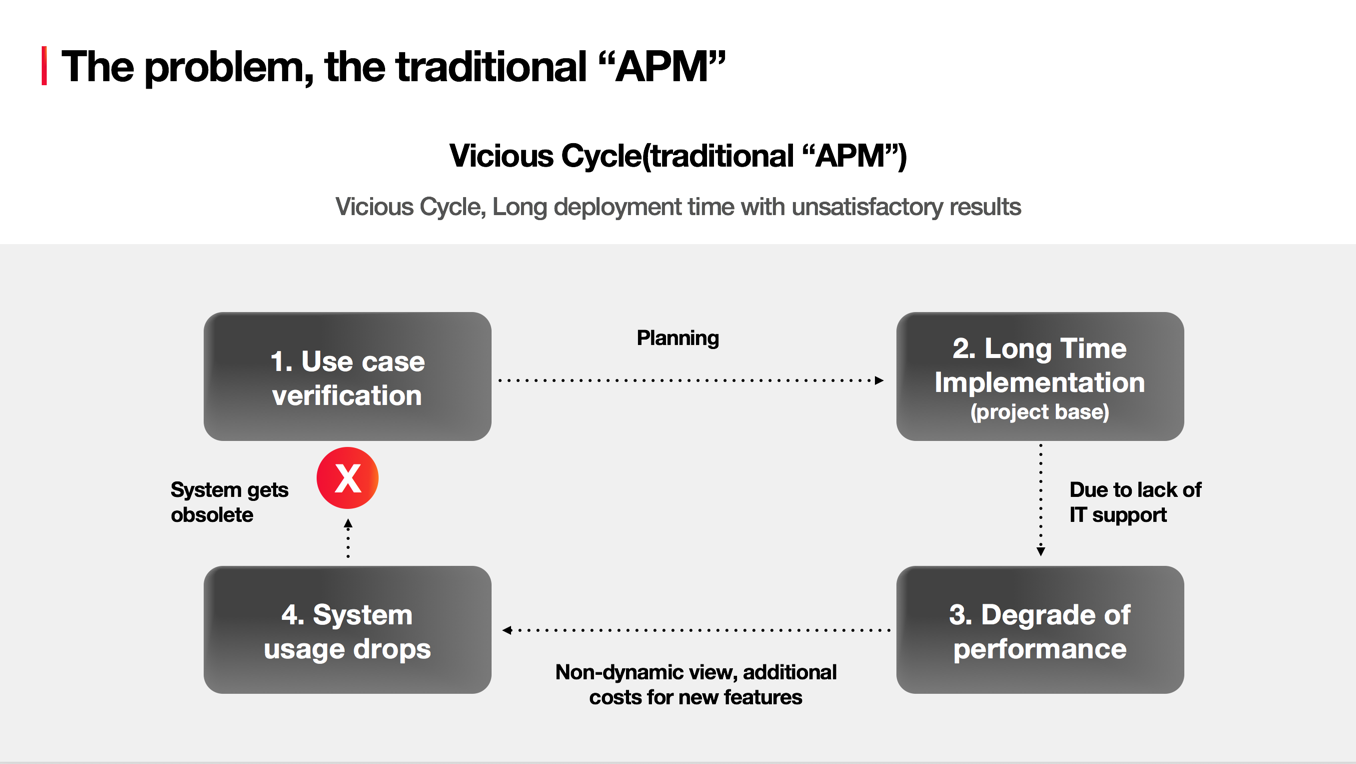 The problem, the traditional “APM”
Vicious Cycle(traditional “APM”)
Vicious Cycle, Long deployment time with unsatisfactory results
1. Use case
verification
Planning
2. Long Time
Implementation
(project base)
System gets
obsolete
X
Due to lack of
IT support
4. System
usage drops
Non-dynamic view, additional
costs for new features
3. Degrade of
performance